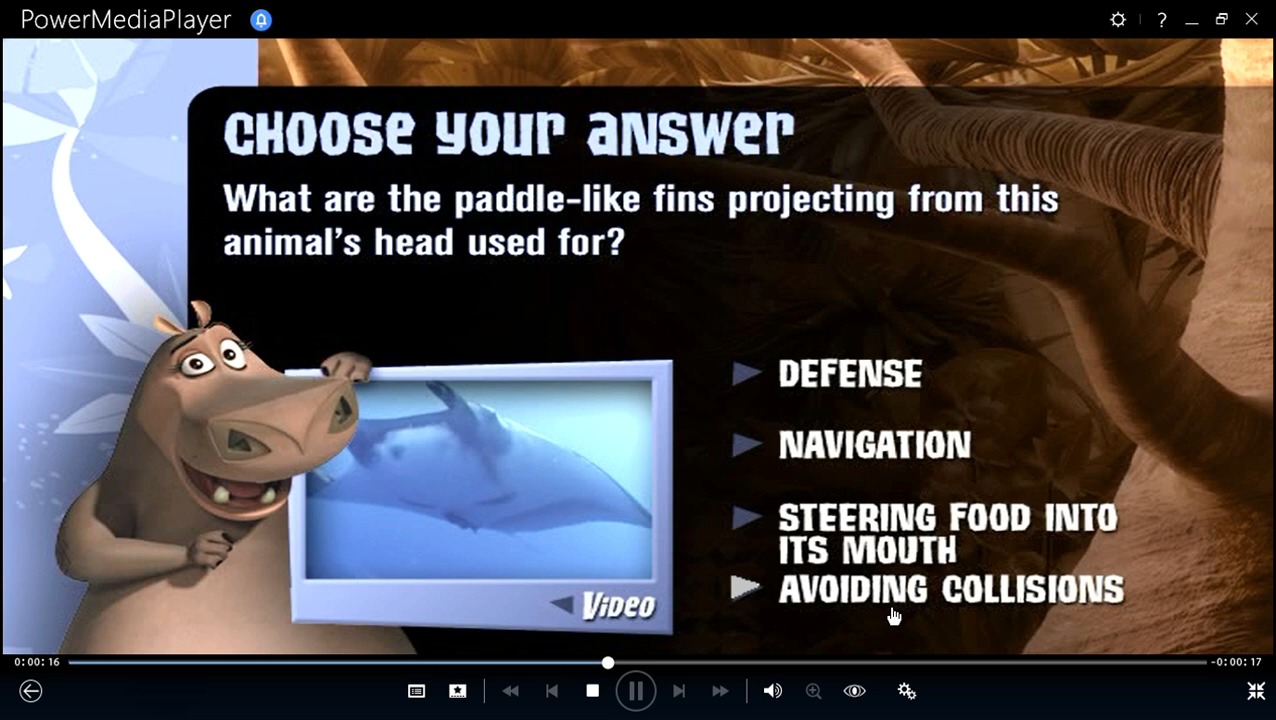 PowerMediaPlayer
CHOOSE YOUR ANSWER
What are the paddle-like fins projecting from this
animal's head used for?
DEFENSE
NAVIGATION
STEERING FOOD INTO
ITS MOUTH
AVOIDING COLLISIONS
VIDEO
0:00:16
-0:00:17